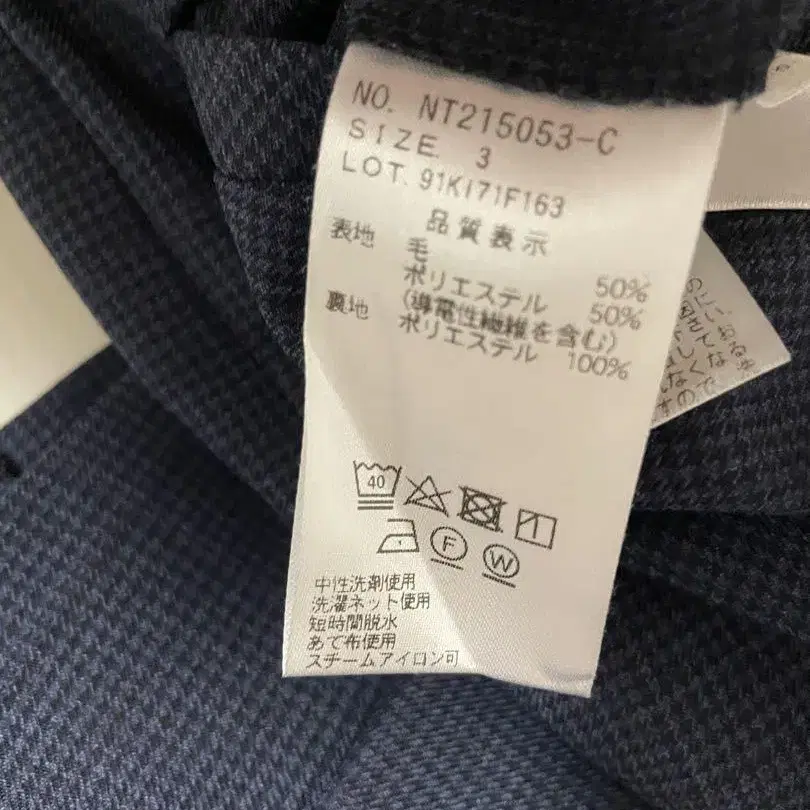 NO. NT215053-C
SIZE. 3
LOT. 91KI71F163
品質表示
表地 毛 50%
ポリエステル 50%
(導電性繊維を含む)
裏地 ポリエステル 100%
40
F W
中性洗剤使用
洗濯ネット使用
短時間脱水
あて布使用
スチームアイロン可